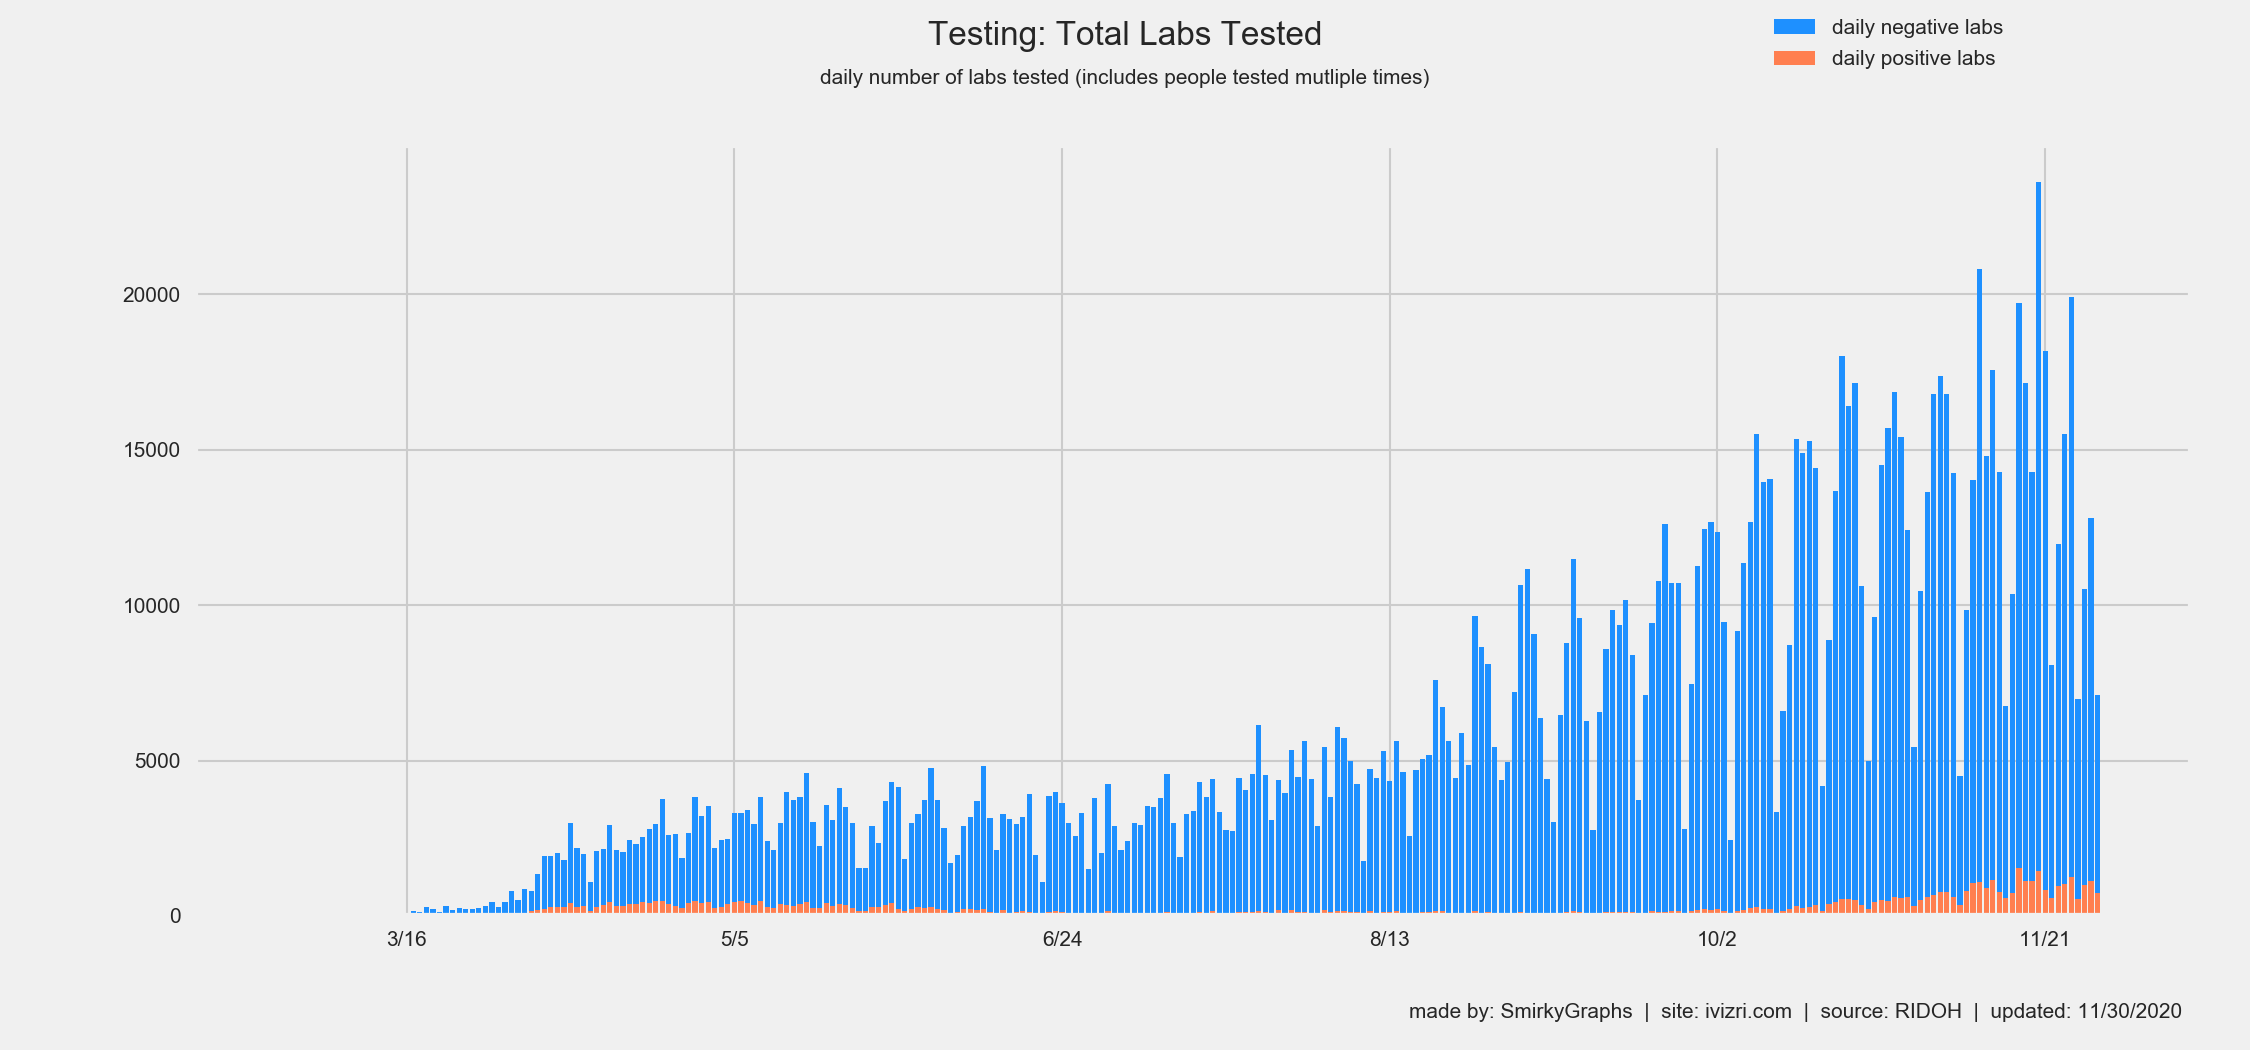 Testing: Total Labs Tested
daily number of labs tested (includes people tested mutliple times)
daily negative labs
daily positive labs
20000
15000
10000
5000
0
3/16 5/5 6/24 8/13 10/2 11/21
made by: SmirkyGraphs | site: ivizri.com | source: RIDOH | updated: 11/30/2020